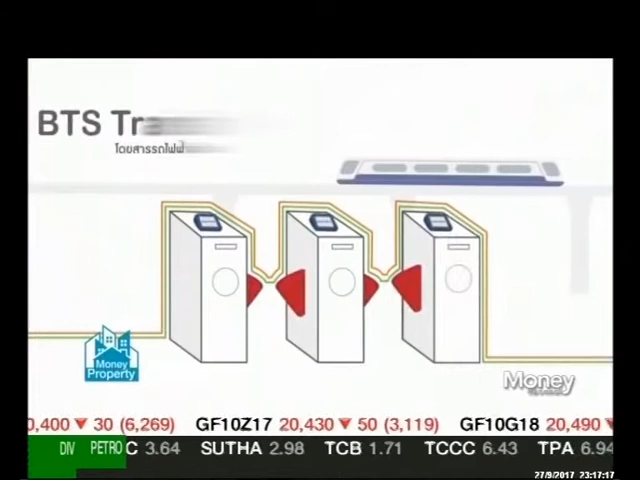 BTS Tr
โดยสารรถไฟฟ้
Money
Property
Money
0,400 ▼ 30 (6,269) GF10Z17 20,430 ▼ 50 (3,119) GF10G18 20,490 ▼
DIV PETRO C 3.64 SUTHA 2.98 TCB 1.71 TCCC 6.43 TPA 6.94
27/9/2017 23:17:17